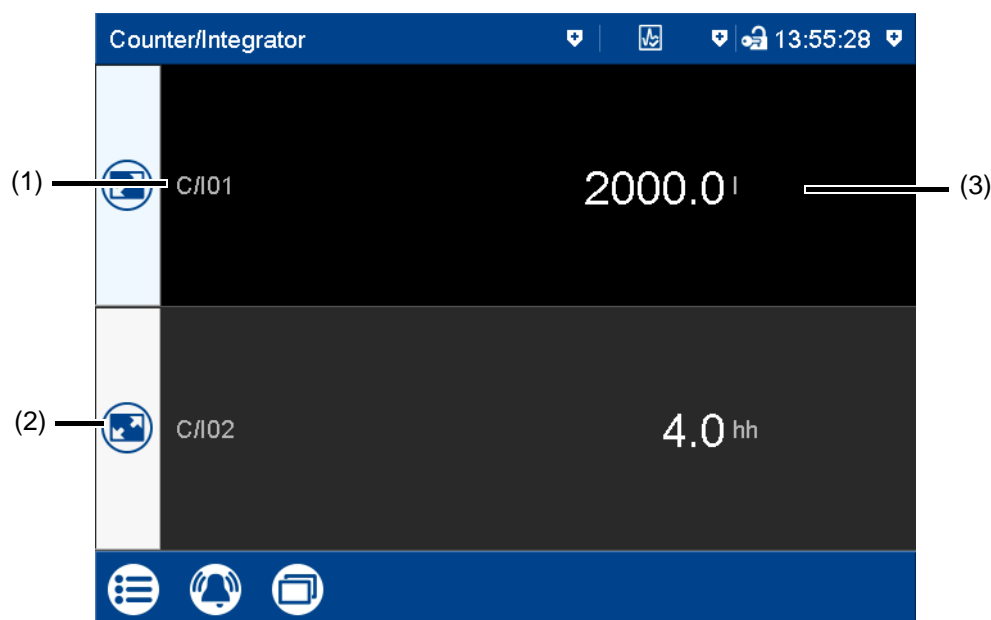 Counter/Integrator 13:55:28
(1) C/I01 2000.0 l (3)
(2) C/I02 4.0 hh